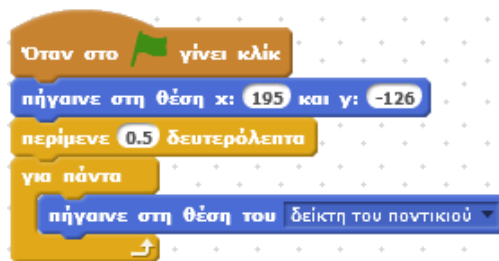 Όταν στο γίνει κλίκ
πήγαινε στη θέση x: 195 και y: -126
περίμενε 0.5 δευτερόλεπτα
για πάντα
πήγαινε στη θέση του δείκτη του ποντικιού